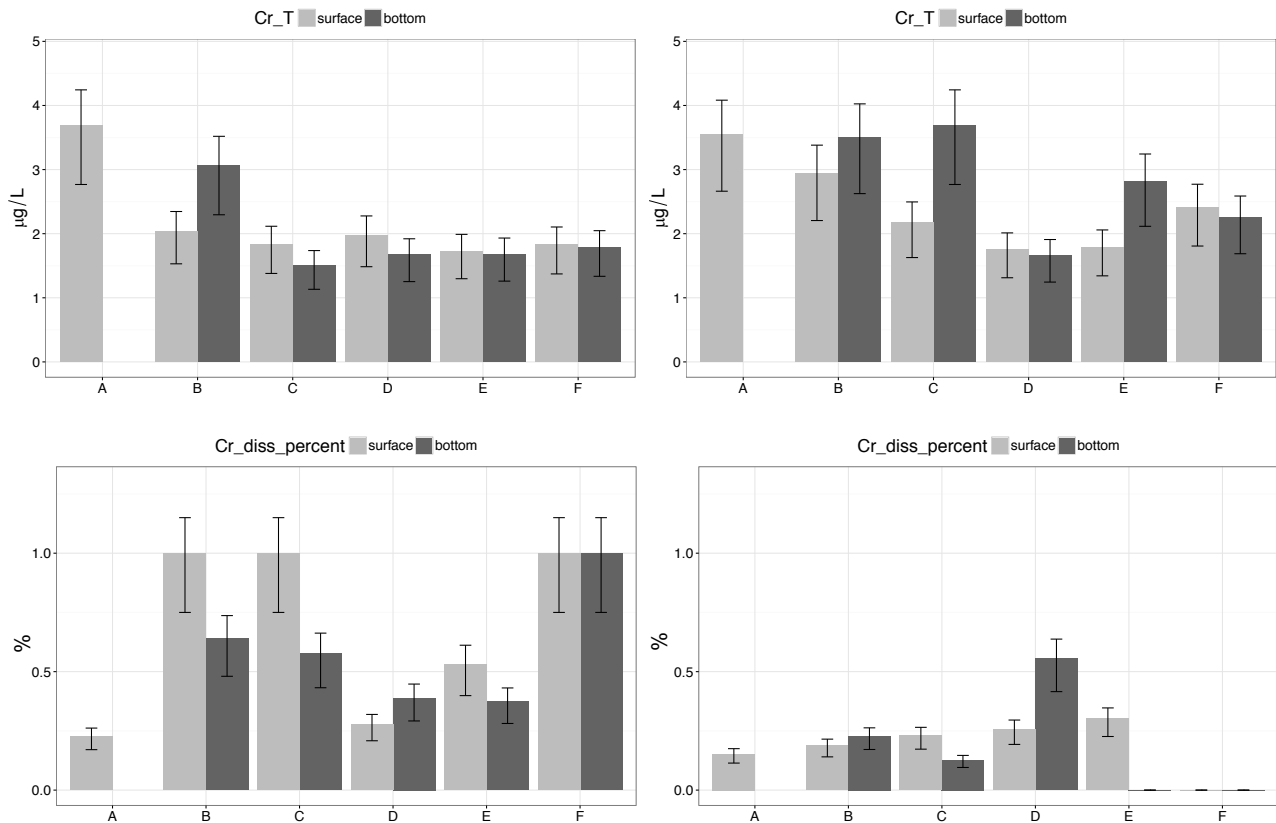 Cr_T surface bottom
5
4
3
2
1
0
μg/L
A B C D E F
Cr_T surface bottom
5
4
3
2
1
0
μg/L
A B C D E F
Cr_diss_percent surface bottom
1.0
0.5
0.0
%
A B C D E F
Cr_diss_percent surface bottom
1.0
0.5
0.0
%
A B C D E F